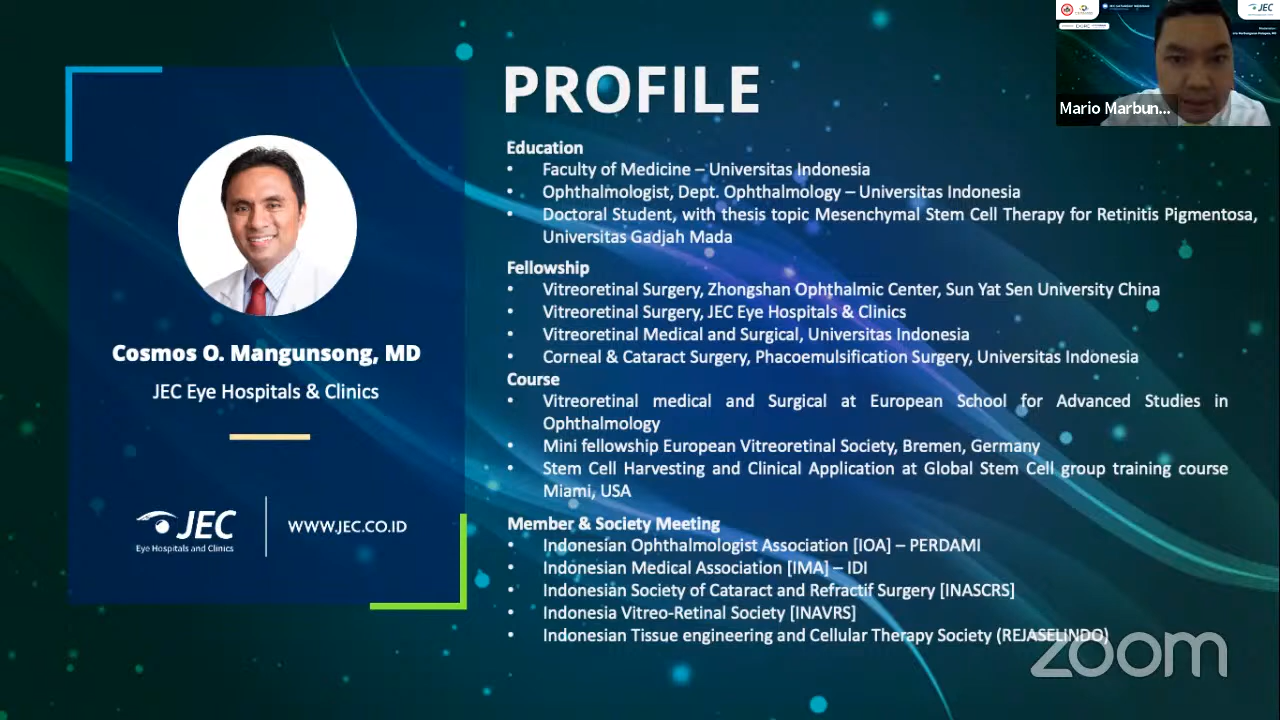 PROFILE
Education
• Faculty of Medicine – Universitas Indonesia
• Ophthalmologist, Dept. Ophthalmology – Universitas Indonesia
• Doctoral Student, with thesis topic Mesenchymal Stem Cell Therapy for Retinitis Pigmentosa,
Universitas Gadjah Mada
Fellowship
• Vitreoretinal Surgery, Zhongshan Ophthalmic Center, Sun Yat Sen University China
• Vitreoretinal Surgery, JEC Eye Hospitals & Clinics
• Vitreoretinal Medical and Surgical, Universitas Indonesia
• Corneal & Cataract Surgery, Phacoemulsification Surgery, Universitas Indonesia
Course
• Vitreoretinal medical and Surgical at European School for Advanced Studies in
Ophthalmology
• Mini fellowship European Vitreoretinal Society, Bremen, Germany
• Stem Cell Harvesting and Clinical Application at Global Stem Cell group training course
Miami, USA
Member & Society Meeting
• Indonesian Ophthalmologist Association [IOA] – PERDAMI
• Indonesian Medical Association [IMA] – IDI
• Indonesian Society of Cataract and Refractif Surgery [INASCRS]
• Indonesia Vitreo-Retinal Society [INAVRS]
• Indonesian Tissue engineering and Cellular Therapy Society (REJASELINDO)
Cosmos O. Mangunsong, MD
JEC Eye Hospitals & Clinics
JEC
Eye Hospitals and Clinics
WWW.JEC.CO.ID
JEC
Mario Marbun...
zoom